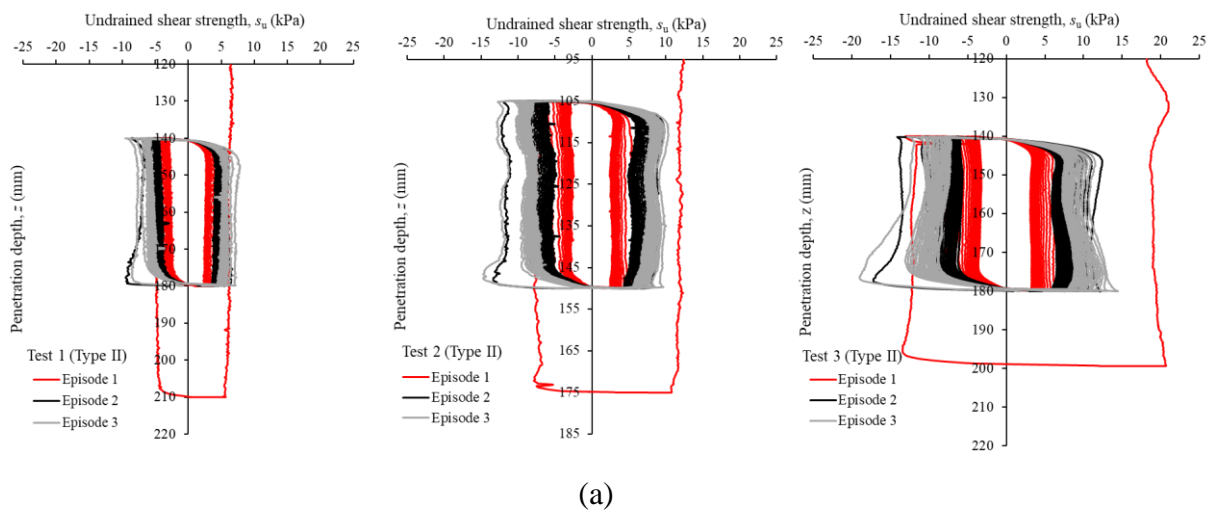 Undrained shear strength, su (kPa)
-25 -20 -15 -10 -5 0 5 10 15 20 25
120
130
140
150
160
170
180
190
200
210
220
Penetration depth, z (mm)
Test 1 (Type II)
Episode 1
Episode 2
Episode 3
Undrained shear strength, su (kPa)
-25 -20 -15 -10 -5 0 5 10 15 20 25
95
105
115
125
135
145
155
165
175
185
Penetration depth, z (mm)
Test 2 (Type II)
Episode 1
Episode 2
Episode 3
Undrained shear strength, su (kPa)
-25 -20 -15 -10 -5 0 5 10 15 20 25
120
130
140
150
160
170
180
190
200
210
220
Penetration depth, z (mm)
Test 3 (Type II)
Episode 1
Episode 2
Episode 3
(a)